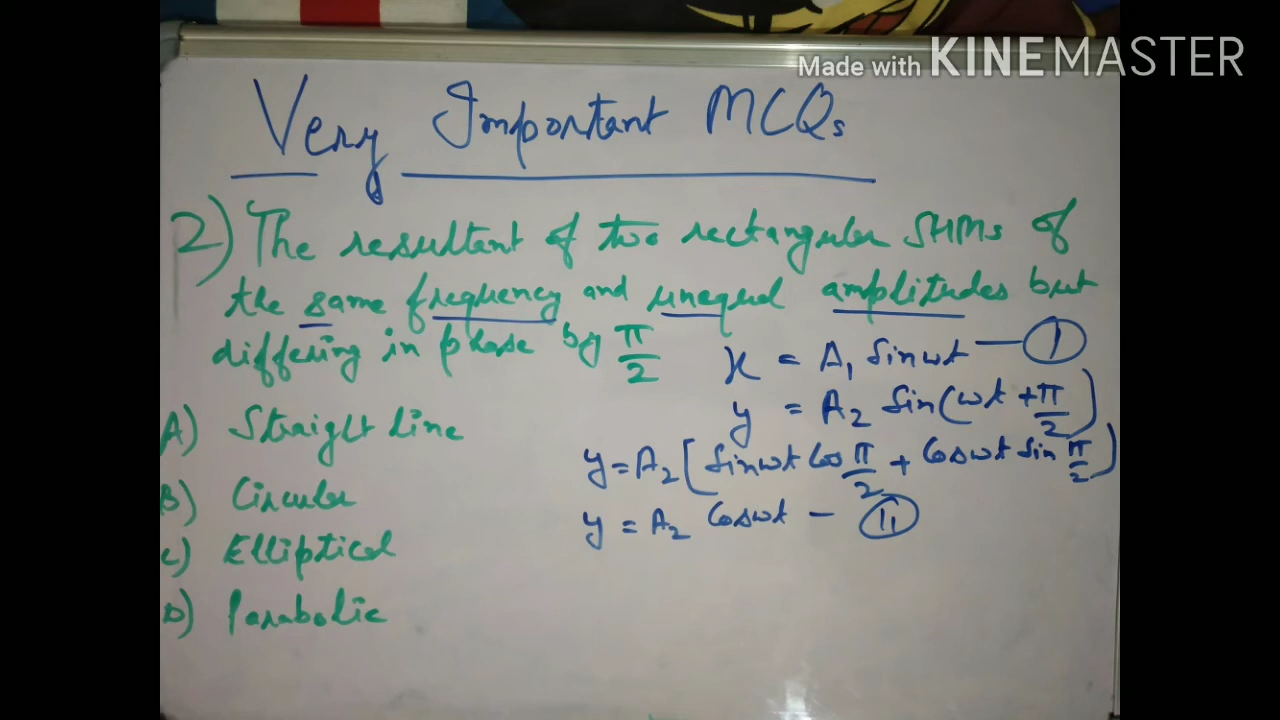 Made with KINEMASTER
Very Important MCQs
2) The resultant of two rectangular SHMs of
the same frequency and unequal amplitudes but
differing in phase by π/2
x = A₁ Sinωt — (I)
y = A₂ Sin(ωt + π/2)
y = A₂ [Sinωt Cos π/2 + Cosωt Sin π/2)
y = A₂ Cosωt – (II)
A) Straight Line
B) Circular
C) Elliptical
D) Parabolic